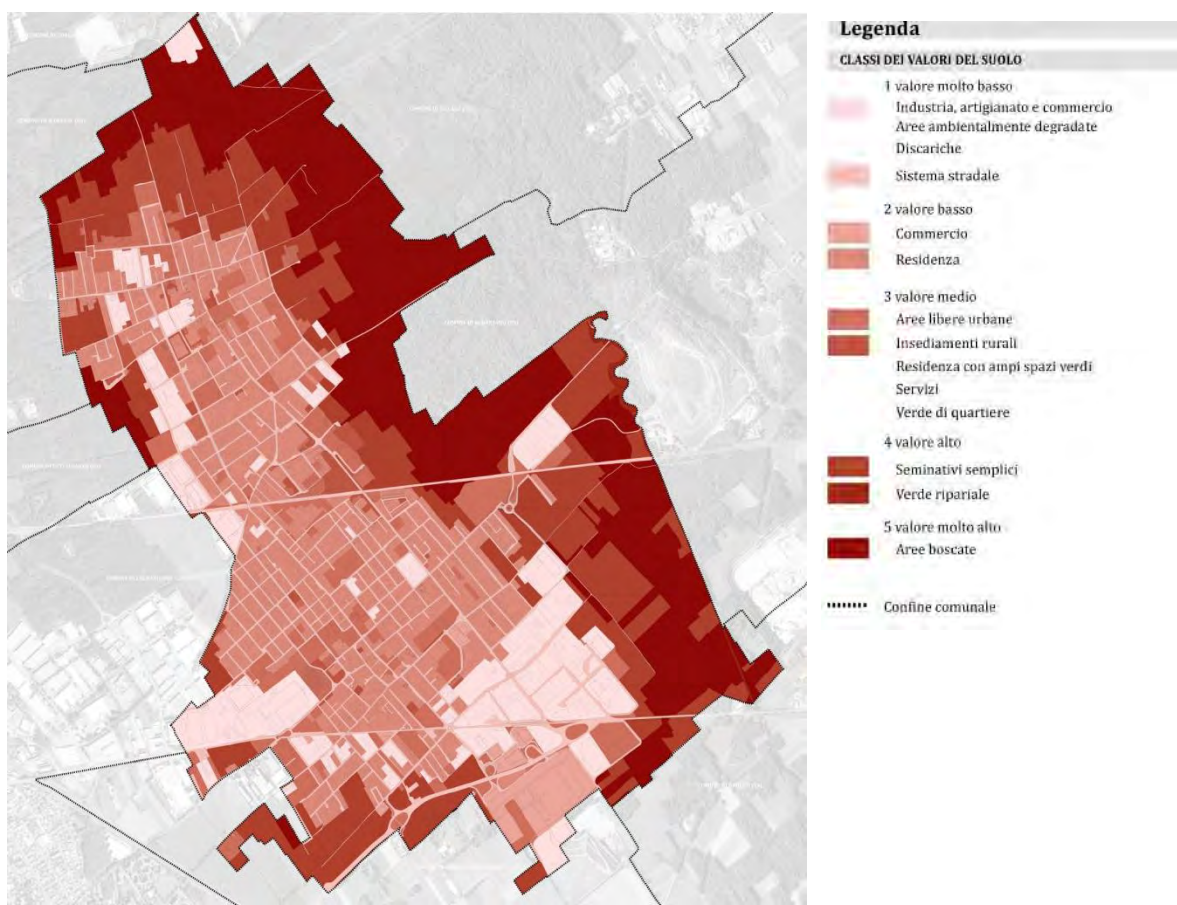 Legenda
CLASSI DEI VALORI DEL SUOLO
1 valore molto basso
Industria, artigianato e commercio
Aree ambientalmente degradate
Discariche
Sistema stradale
2 valore basso
Commercio
Residenza
3 valore medio
Aree libere urbane
Insediamenti rurali
Residenza con ampi spazi verdi
Servizi
Verde di quartiere
4 valore alto
Seminativi semplici
Verde ripariale
5 valore molto alto
Aree boscate
Confine comunale